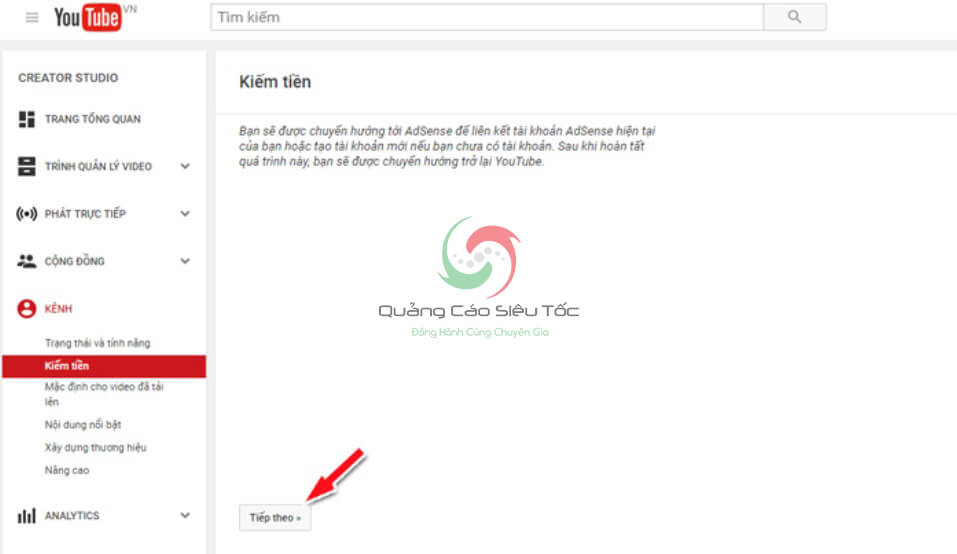 YouTube VN
Tìm kiếm
CREATOR STUDIO
TRANG TỔNG QUAN
TRÌNH QUẢN LÝ VIDEO
PHÁT TRỰC TIẾP
CỘNG ĐỒNG
KÊNH
Trạng thái và tính năng
Kiếm tiền
Mặc định cho video đã tải
lên
Nội dung nổi bật
Xây dựng thương hiệu
Nâng cao
ANALYTICS
Kiếm tiền
Bạn sẽ được chuyển hướng tới AdSense để liên kết tài khoản AdSense hiện tại
của bạn hoặc tạo tài khoản mới nếu bạn chưa có tài khoản. Sau khi hoàn tất
quá trình này, bạn sẽ được chuyển hướng trở lại YouTube.
Quảng Cáo Siêu Tốc
Đồng Hành Cùng Chuyên Gia
Tiếp theo »